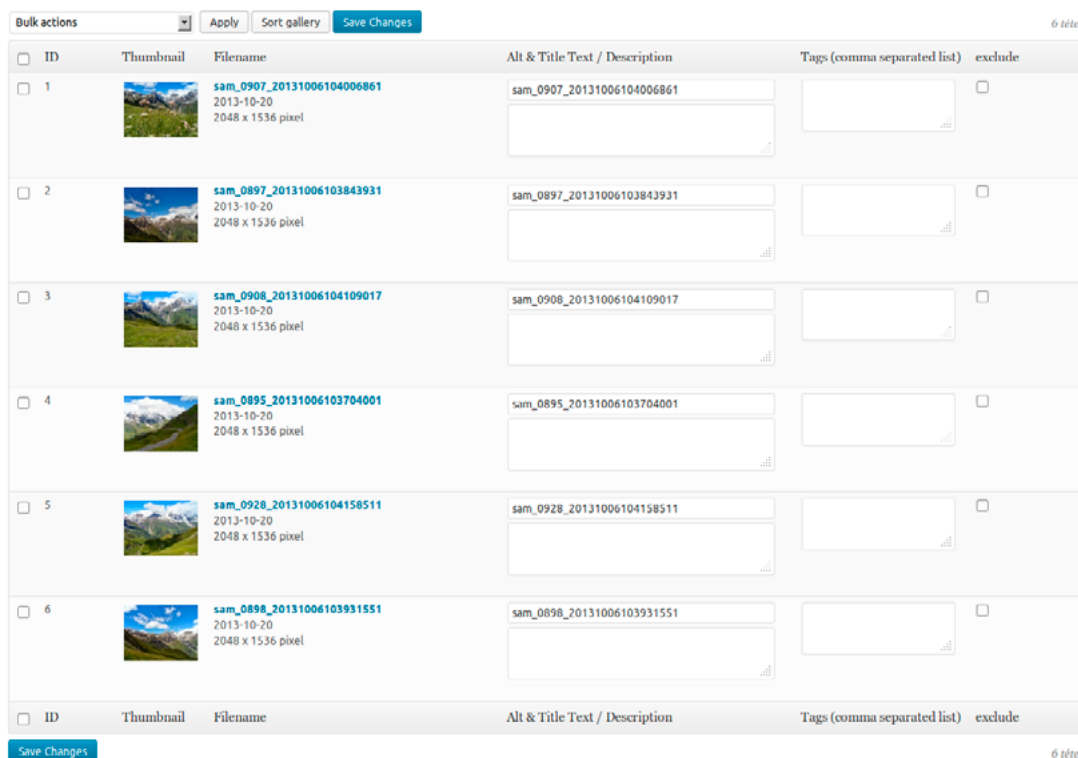 Bulk actions Apply Sort gallery Save Changes 6 téte
ID Thumbnail Filename Alt & Title Text / Description Tags (comma separated list) exclude
1 sam_0907_20131006104006861 sam_0907_20131006104006861
2013-10-20
2048 x 1536 pixel
2 sam_0897_20131006103843931 sam_0897_20131006103843931
2013-10-20
2048 x 1536 pixel
3 sam_0908_20131006104109017 sam_0908_20131006104109017
2013-10-20
2048 x 1536 pixel
4 sam_0895_20131006103704001 sam_0895_20131006103704001
2013-10-20
2048 x 1536 pixel
5 sam_0928_20131006104158511 sam_0928_20131006104158511
2013-10-20
2048 x 1536 pixel
6 sam_0898_20131006103931551 sam_0898_20131006103931551
2013-10-20
2048 x 1536 pixel
ID Thumbnail Filename Alt & Title Text / Description Tags (comma separated list) exclude
Save Changes 6 téte